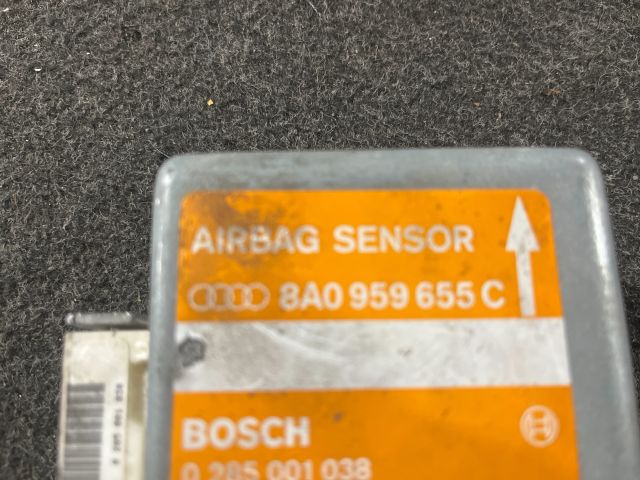 AIRBAG SENSOR
8A0 959 655 C
BOSCH
0 285 001 038